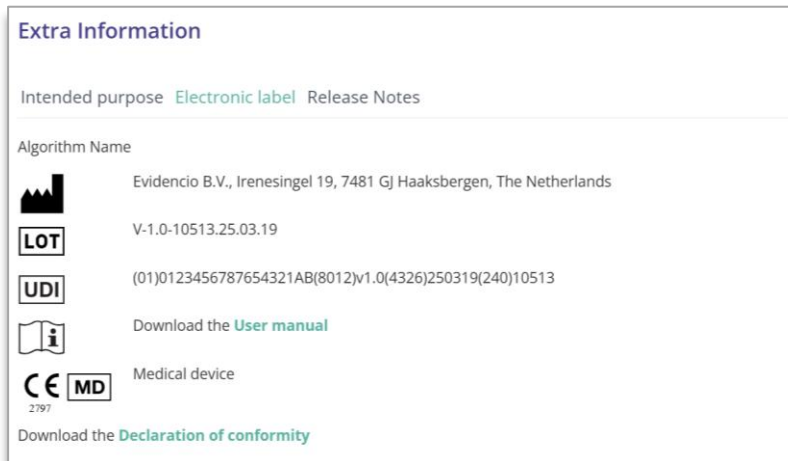 Extra Information
Intended purpose Electronic label Release Notes
Algorithm Name
Evidencio B.V., Irenesingel 19, 7481 GJ Haaksbergen, The Netherlands
LOT V-1.0-10513.25.03.19
UDI (01)0123456787654321AB(8012)v1.0(4326)250319(240)10513
i Download the User manual
CE MD Medical device
2797
Download the Declaration of conformity